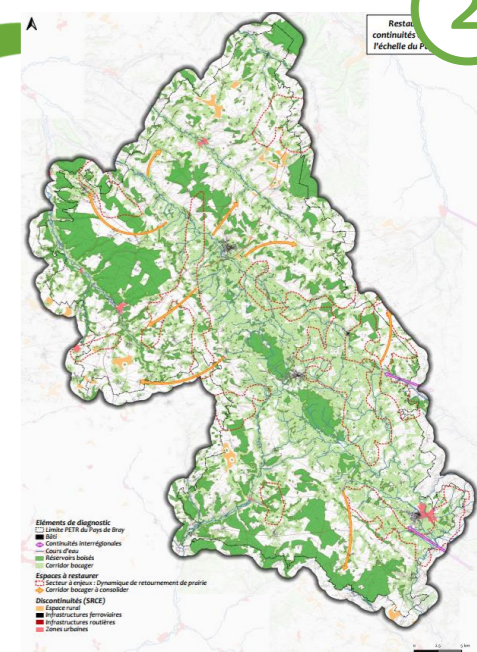 2
Restau
continuités
l'échelle du P
Eléments de diagnostic
Limite PETR du Pays de Bray
Bâti
Continuités interrégionales
Cours d'eau
Réservoirs boisés
Corridor bocager
Espaces à restaurer
Secteur à enjeux : Dynamique de retournement de prairie
Corridor bocager à consolider
Discontinuités (SRCE)
Espace rural
Infrastructures ferroviaires
Infrastructures routières
Zones urbaines